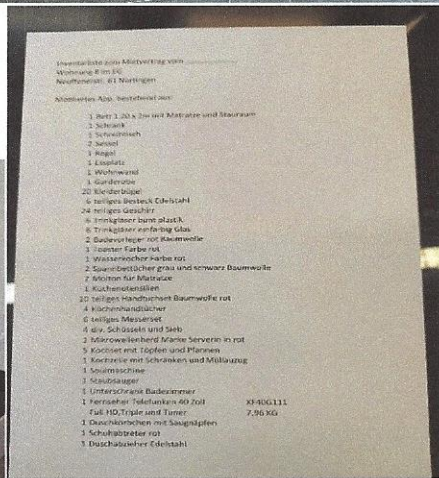 Inventarliste zum Mietvertrag vom ........................
Wohnung 8 im EG
Neuffenerstr. 61 Nürtingen
Möbliertes App. bestehend aus:
1 Bett 1.20 x 2m mit Matratze und Stauraum
1 Schrank
1 Schreibtisch
2 Sessel
1 Regal
1 Essplatz
1 Wohnwand
1 Garderobe
20 Kleiderbügel
6 teiliges Besteck Edelstahl
24 teiliges Geschirr
6 Trinkgläser bunt plastik
6 Trinkgläser einfarbig Glas
2 Badevorleger rot Baumwolle
1 Toaster Farbe rot
1 Wasserkocher Farbe rot
2 Spannbettücher grau und schwarz Baumwolle
2 Molton für Matratze
1 Küchenutensilien
10 teiliges Handtuchset Baumwolle rot
4 Küchenhandtücher
6 teiliges Messerset
4 div. Schüsseln und Sieb
1 Mikrowellenherd Marke Severin in rot
5 Kochset mit Töpfen und Pfannen
1 Kochzeile mit Schränken und Müllauzug
1 Spülmaschine
1 Staubsauger
1 Unterschrank Badezimmer
1 Fernseher Telefunken 40 Zoll XF40G111
Full HD,Triple und Tuner 7,96 KG
1 Duschkörbchen mit Saugnäpfen
1 Schuhabtreter rot
1 Duschabzieher Edelstahl